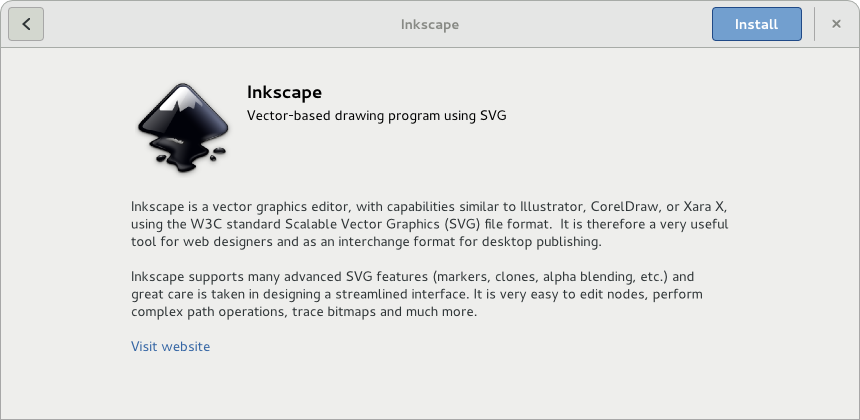 Inkscape
Install
Inkscape
Vector-based drawing program using SVG
Inkscape is a vector graphics editor, with capabilities similar to Illustrator, CorelDraw, or Xara X,
using the W3C standard Scalable Vector Graphics (SVG) file format.  It is therefore a very useful
tool for web designers and as an interchange format for desktop publishing.
Inkscape supports many advanced SVG features (markers, clones, alpha blending, etc.) and
great care is taken in designing a streamlined interface. It is very easy to edit nodes, perform
complex path operations, trace bitmaps and much more.
Visit website